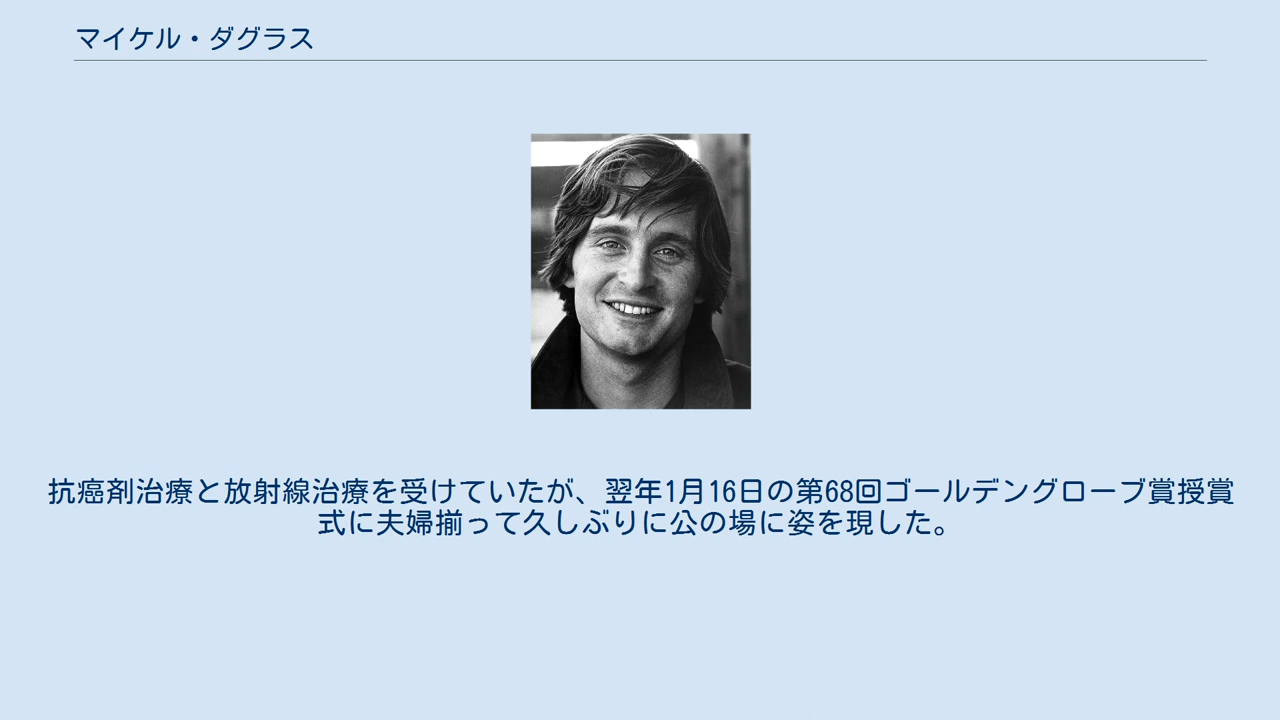 マイケル・ダグラス
抗癌剤治療と放射線治療を受けていたが、翌年1月16日の第68回ゴールデングローブ賞授賞
式に夫婦揃って久しぶりに公の場に姿を現した。